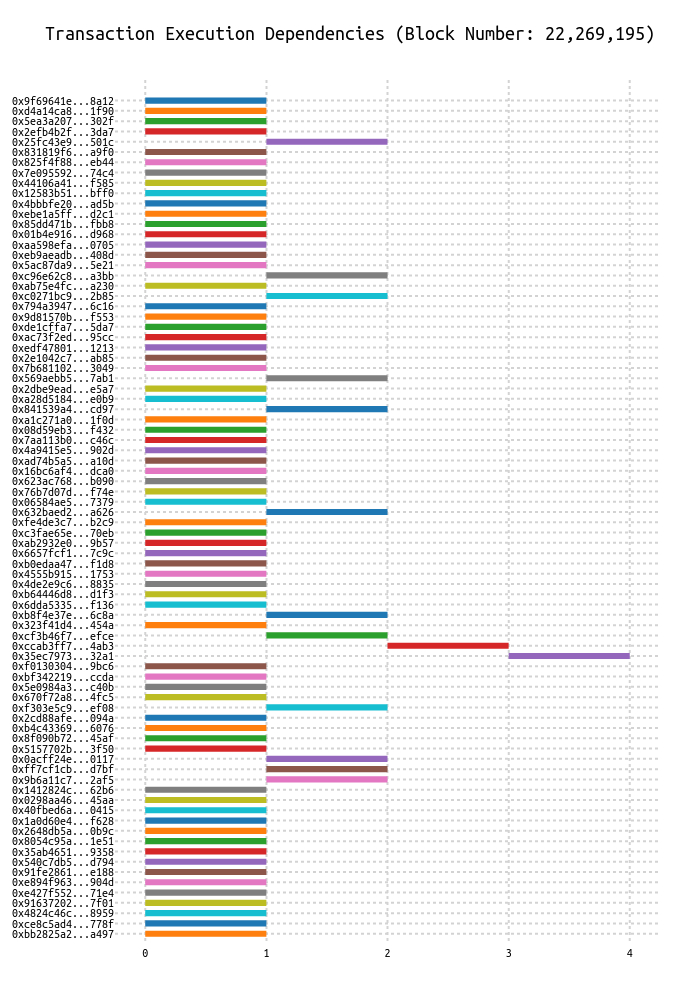 Transaction Execution Dependencies (Block Number: 22,269,195)
0x9f69641e...8a12
0xd4a14ca8...1f90
0x5ea3a207...302f
0x2efb4b2f...3da7
0x25fc43e9...501c
0x831819f6...a9f0
0x825f4f88...eb44
0x7e095592...74c4
0x44106a41...f585
0x12583b51...bff0
0x4bbbfe20...ad5b
0xebe1a5ff...d2c1
0x85dd471b...fbb8
0x01b4e916...d968
0xaa598efa...0705
0xeb9aeadb...408d
0x5ac87da9...5e21
0xc96e62c8...a3bb
0xab75e4fc...a230
0xc0271bc9...2b85
0x794a3947...6c16
0x9d81570b...f553
0xde1cffa7...5da7
0xac73f2ed...95cc
0xedf47801...1213
0x2e1042c7...ab85
0x7b681102...3049
0x569aebb5...7ab1
0x2dbe9ead...e5a7
0xa28d5184...e0b9
0x841539a4...cd97
0xa1c271a0...1f0d
0x08d59eb3...f432
0x7aa113b0...c46c
0x4a9415e5...902d
0xad74b5a5...a10d
0x16bc6af4...dca0
0x623ac768...b090
0x76b7d07d...f74e
0x06584ae5...7379
0x632baed2...a626
0xfe4de3c7...b2c9
0xc3fae65e...70eb
0xab2932e0...9b57
0x6657fcf1...7c9c
0xb0edaa47...f1d8
0x4555b915...1753
0x4de2e9c6...8835
0xb64446d8...d1f3
0x6dda5335...f136
0xb8f4e37e...6c8a
0x323f41d4...454a
0xcf3b46f7...efce
0xccab3ff7...4ab3
0x35ec7973...32a1
0xf0130304...9bc6
0xbf342219...ccda
0x5e0984a3...c40b
0x670f72a8...4fc5
0xf303e5c9...ef08
0x2cd88afe...094a
0xb4c43369...6076
0x8f090b72...45af
0x5157702b...3f50
0x0acff24e...0117
0xff7cf1cb...d7bf
0x9b6a11c7...2af5
0x1412824c...62b6
0x0298aa46...45aa
0x40fbed6a...0415
0x1a0d60e4...f628
0x2648db5a...0b9c
0x8054c95a...1e51
0x35ab4651...9358
0x540c7db5...d794
0x91fe2861...e188
0xe894f963...904d
0xe427f552...71e4
0x91637202...7f01
0x4824c46c...8959
0xce8c5ad4...778f
0xbb2825a2...a497
0 1 2 3 4